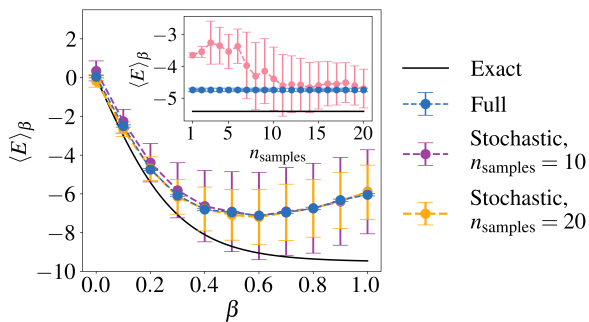 2
0
−2
−4
−6
−8
−10
⟨E⟩β
0.0 0.2 0.4 0.6 0.8 1.0
β
−3
−4
−5
⟨E⟩β
1 5 10 15 20
nsamples
Exact
Full
Stochastic,
nsamples = 10
Stochastic,
nsamples = 20